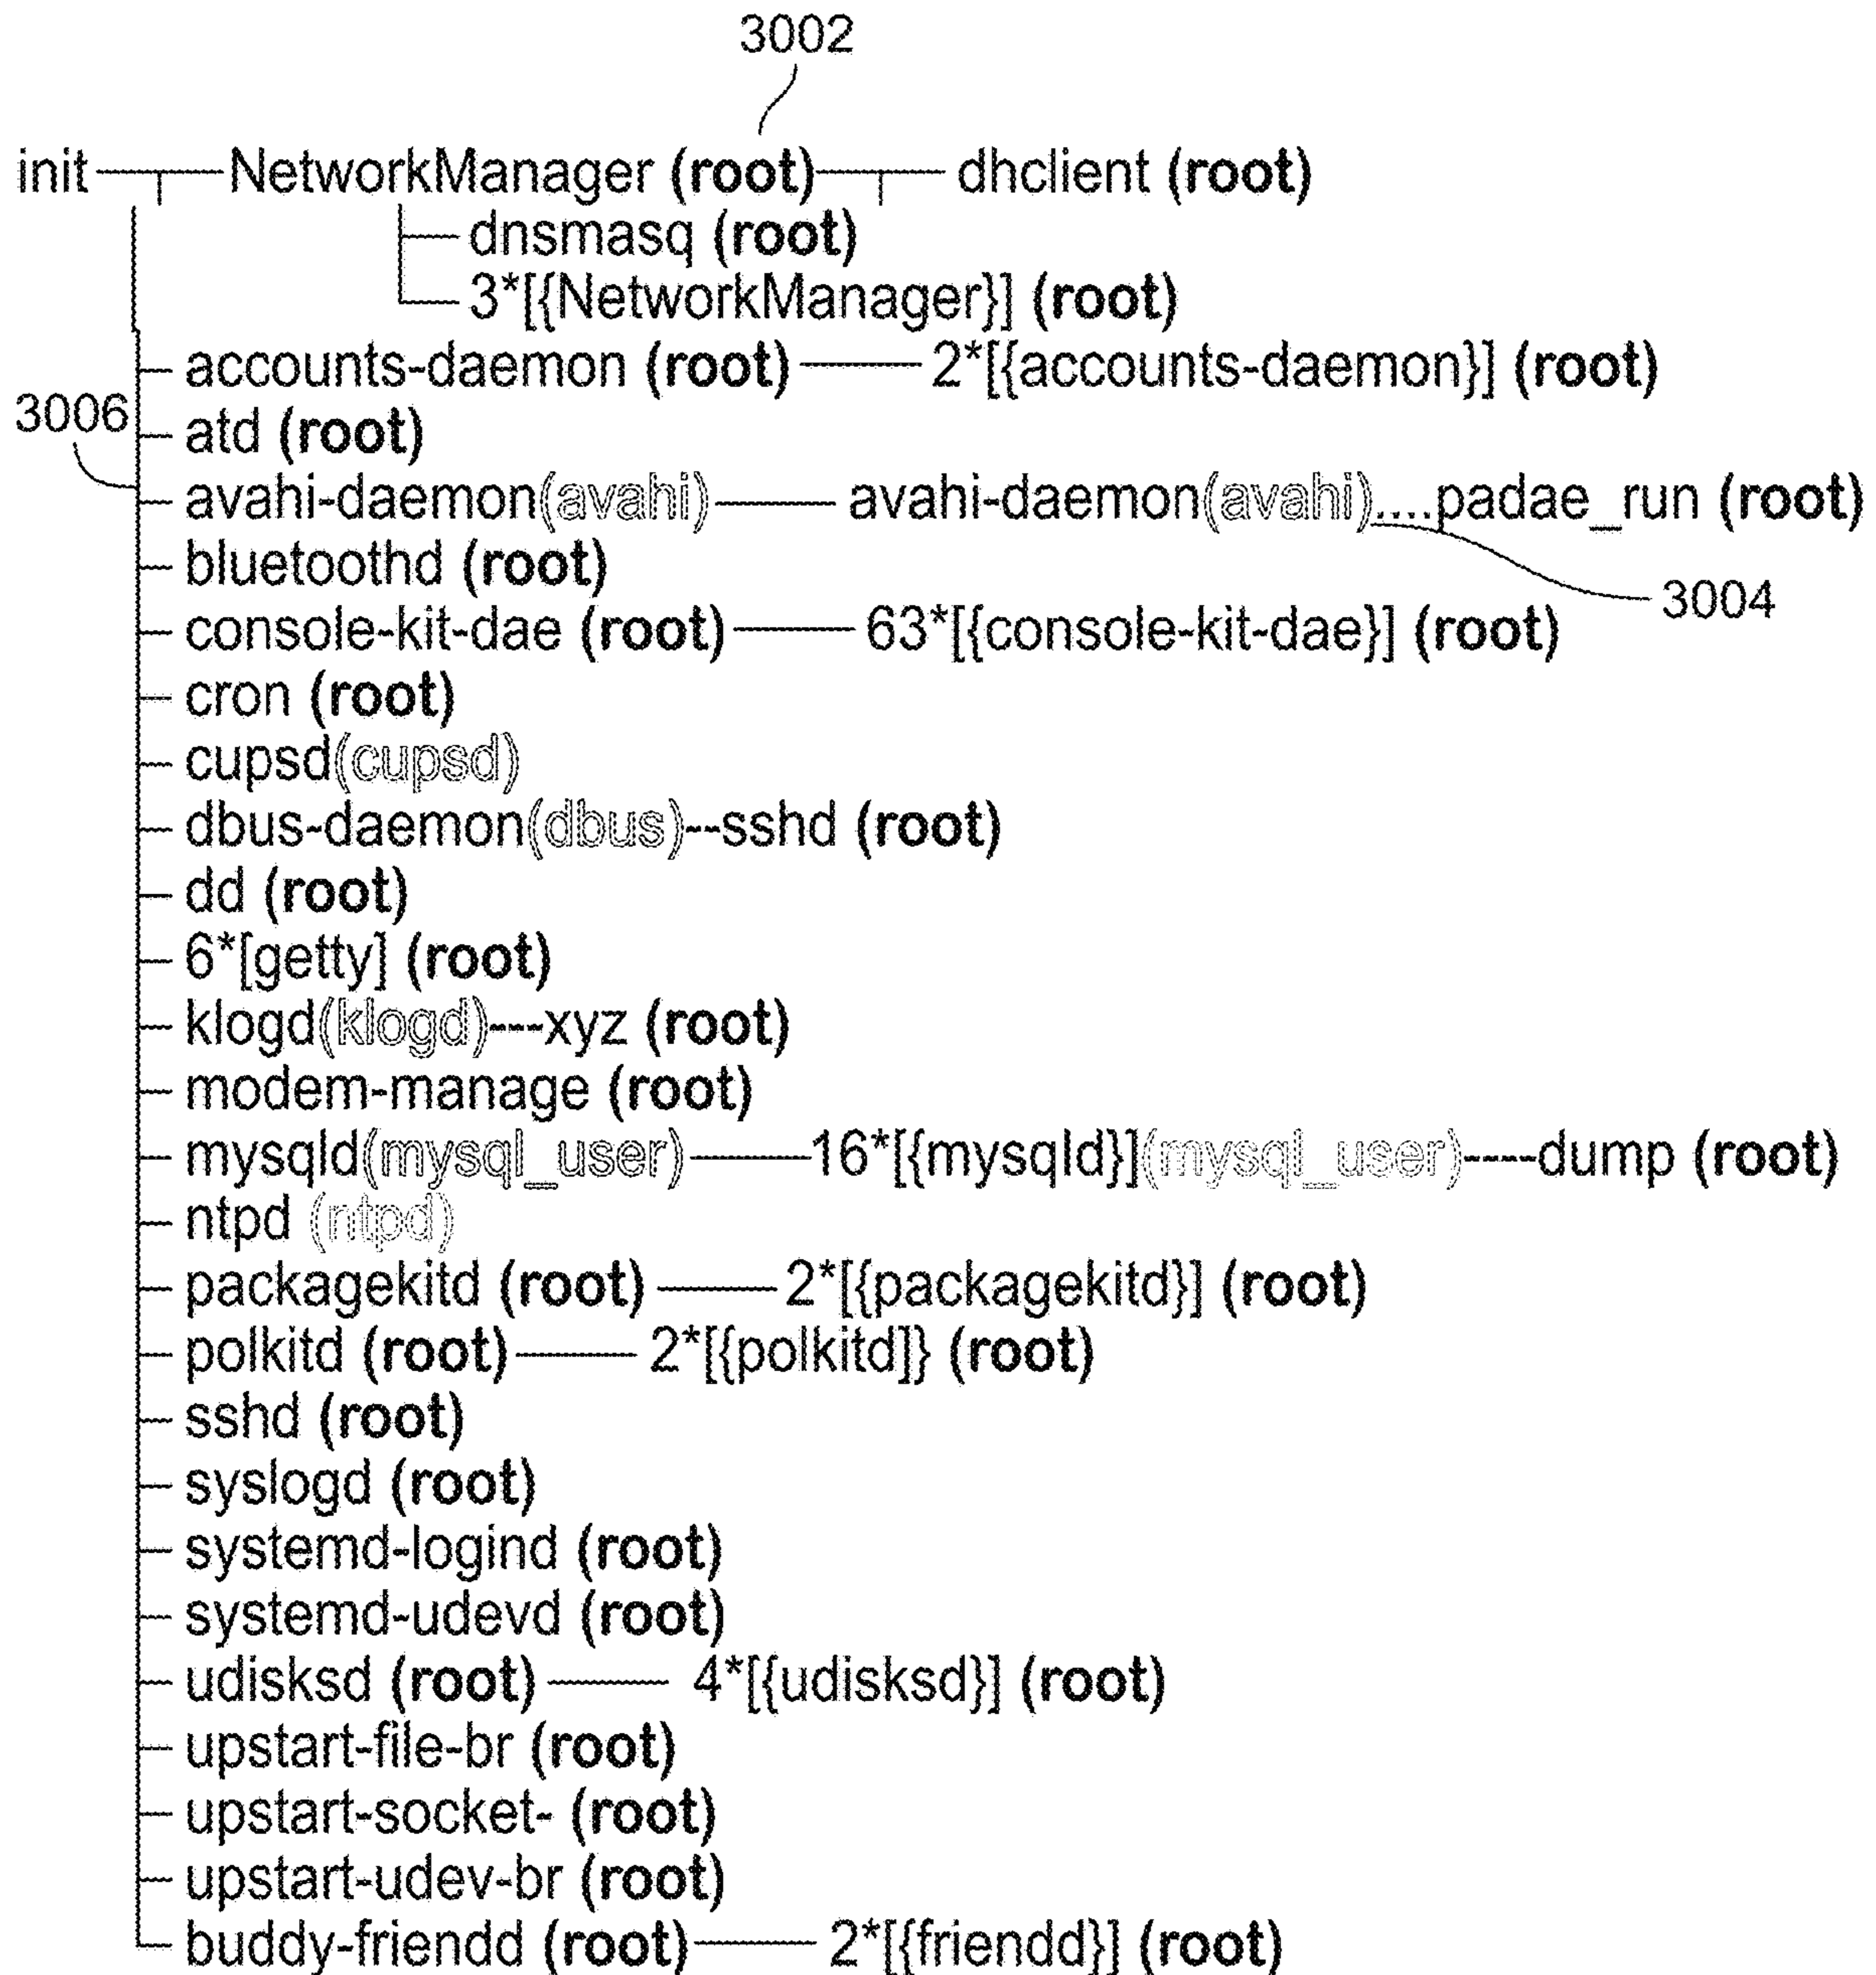 3002
init NetworkManager (root) dhclient (root)
dnsmasq (root)
3*[{NetworkManager}] (root)
accounts-daemon (root) 2*[{accounts-daemon}] (root)
3006
atd (root)
avahi-daemon(avahi) avahi-daemon(avahi)....padae_run (root)
bluetoothd (root)
3004
console-kit-dae (root) 63*[{console-kit-dae}] (root)
cron (root)
cupsd(cupsd)
dbus-daemon(dbus)--sshd (root)
dd (root)
6*[getty] (root)
klogd(klogd)---xyz (root)
modem-manage (root)
mysqld(mysql_user) 16*[{mysqld}](mysql_user)----dump (root)
ntpd (ntpd)
packagekitd (root) 2*[{packagekitd}] (root)
polkitd (root) 2*[{polkitd]} (root)
sshd (root)
syslogd (root)
systemd-logind (root)
systemd-udevd (root)
udisksd (root) 4*[{udisksd}] (root)
upstart-file-br (root)
upstart-socket- (root)
upstart-udev-br (root)
buddy-friendd (root) 2*[{friendd}] (root)